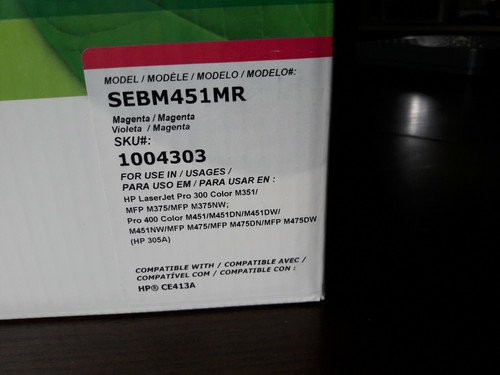 MODEL / MODÈLE / MODELO / MODELO#:
SEBM451MR
Magenta / Magenta
Violeta / Magenta
SKU#:
1004303
FOR USE IN / USAGES /
PARA USO EM / PARA USAR EN :
HP LaserJet Pro 300 Color M351/
MFP M375/MFP M375NW;
Pro 400 Color M451/M451DN/M451DW/
M451NW/MFP M475/MFP M475DN/MFP M475DW
(HP 305A)
COMPATIBLE WITH / COMPATIBLE AVEC /
COMPATÍVEL COM / COMPATIBLE CON :
HP® CE413A